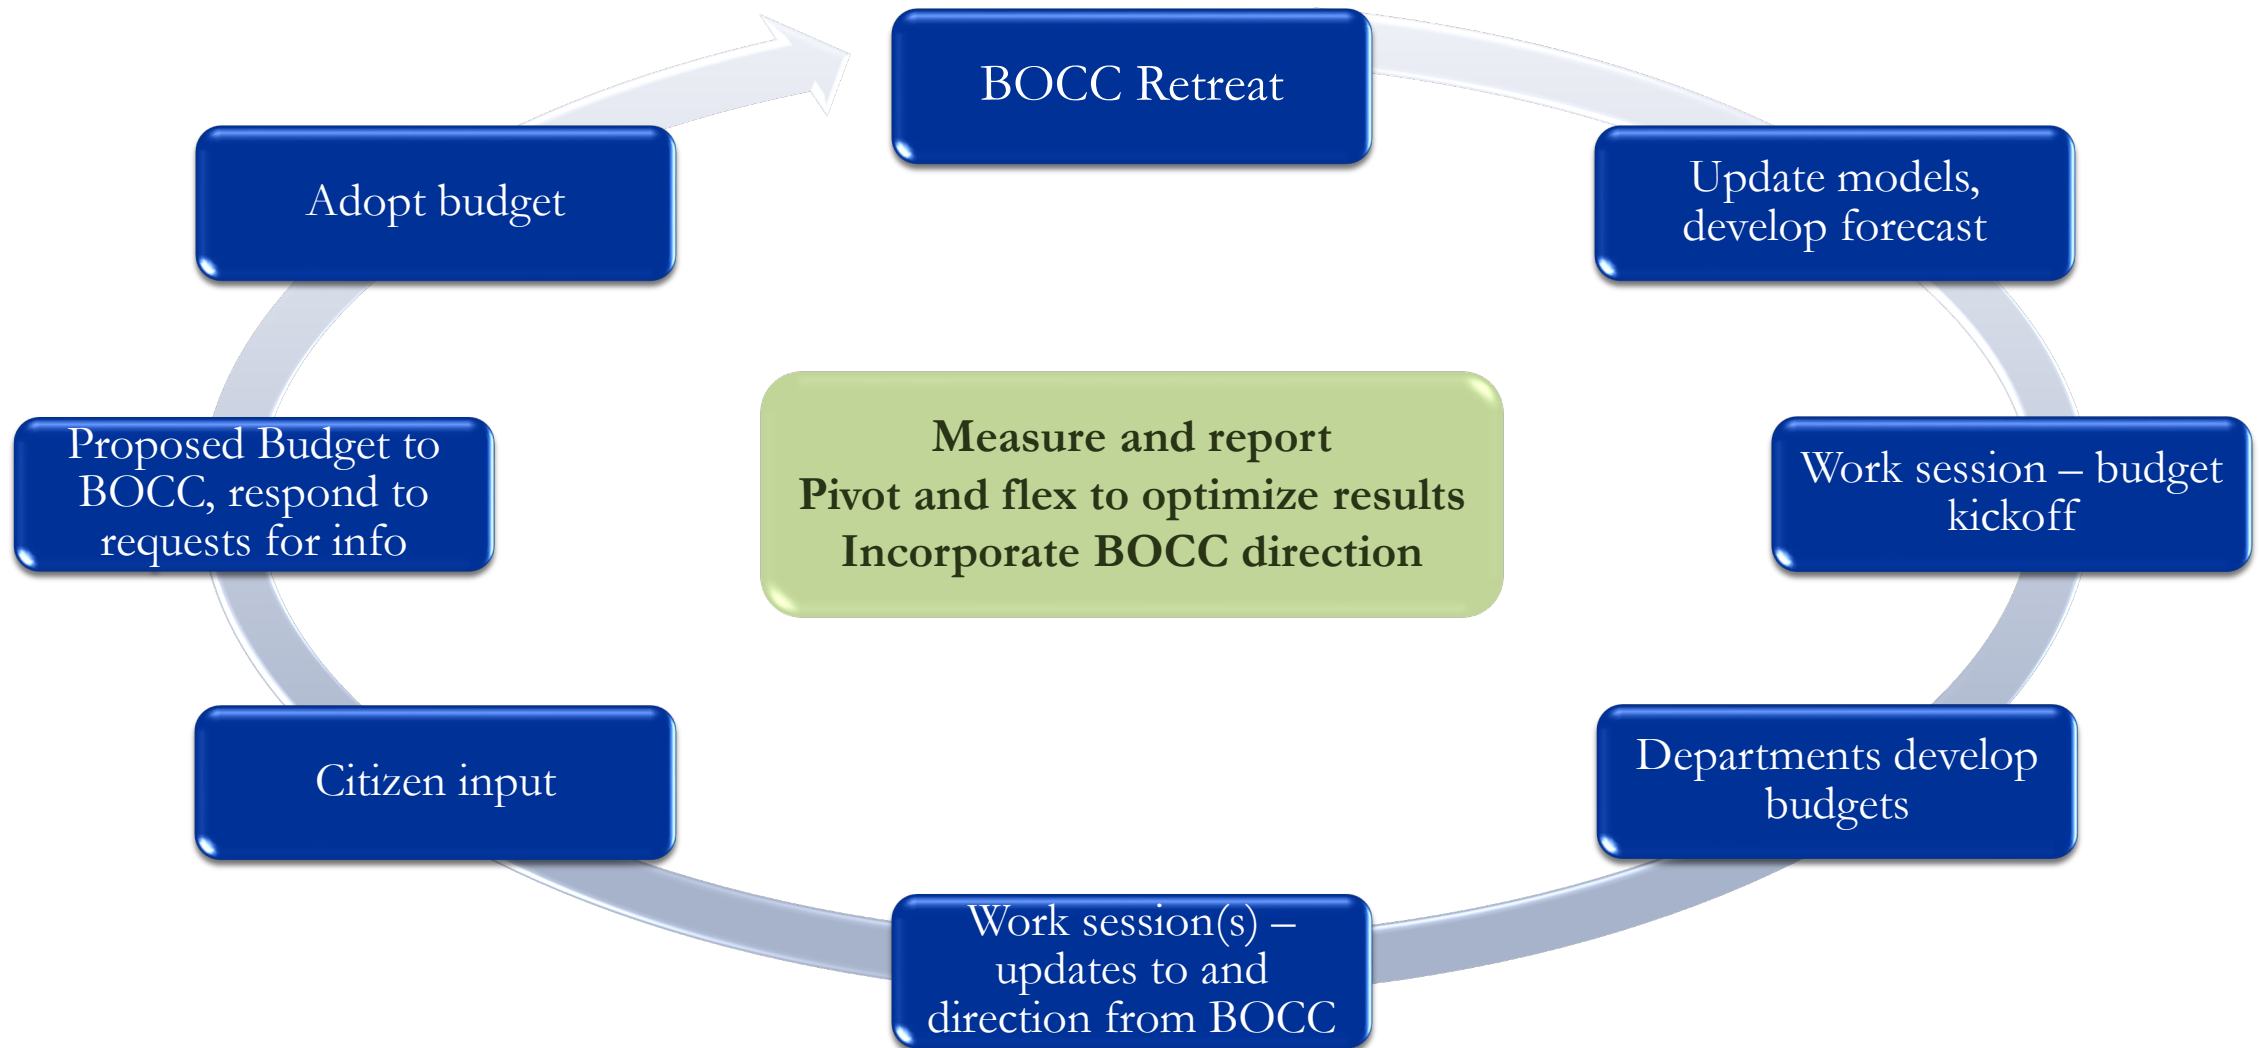 BOCC Retreat
Update models,
develop forecast
Work session – budget
kickoff
Departments develop
budgets
Work session(s) –
updates to and
direction from BOCC
Citizen input
Proposed Budget to
BOCC, respond to
requests for info
Adopt budget
Measure and report
Pivot and flex to optimize results
Incorporate BOCC direction